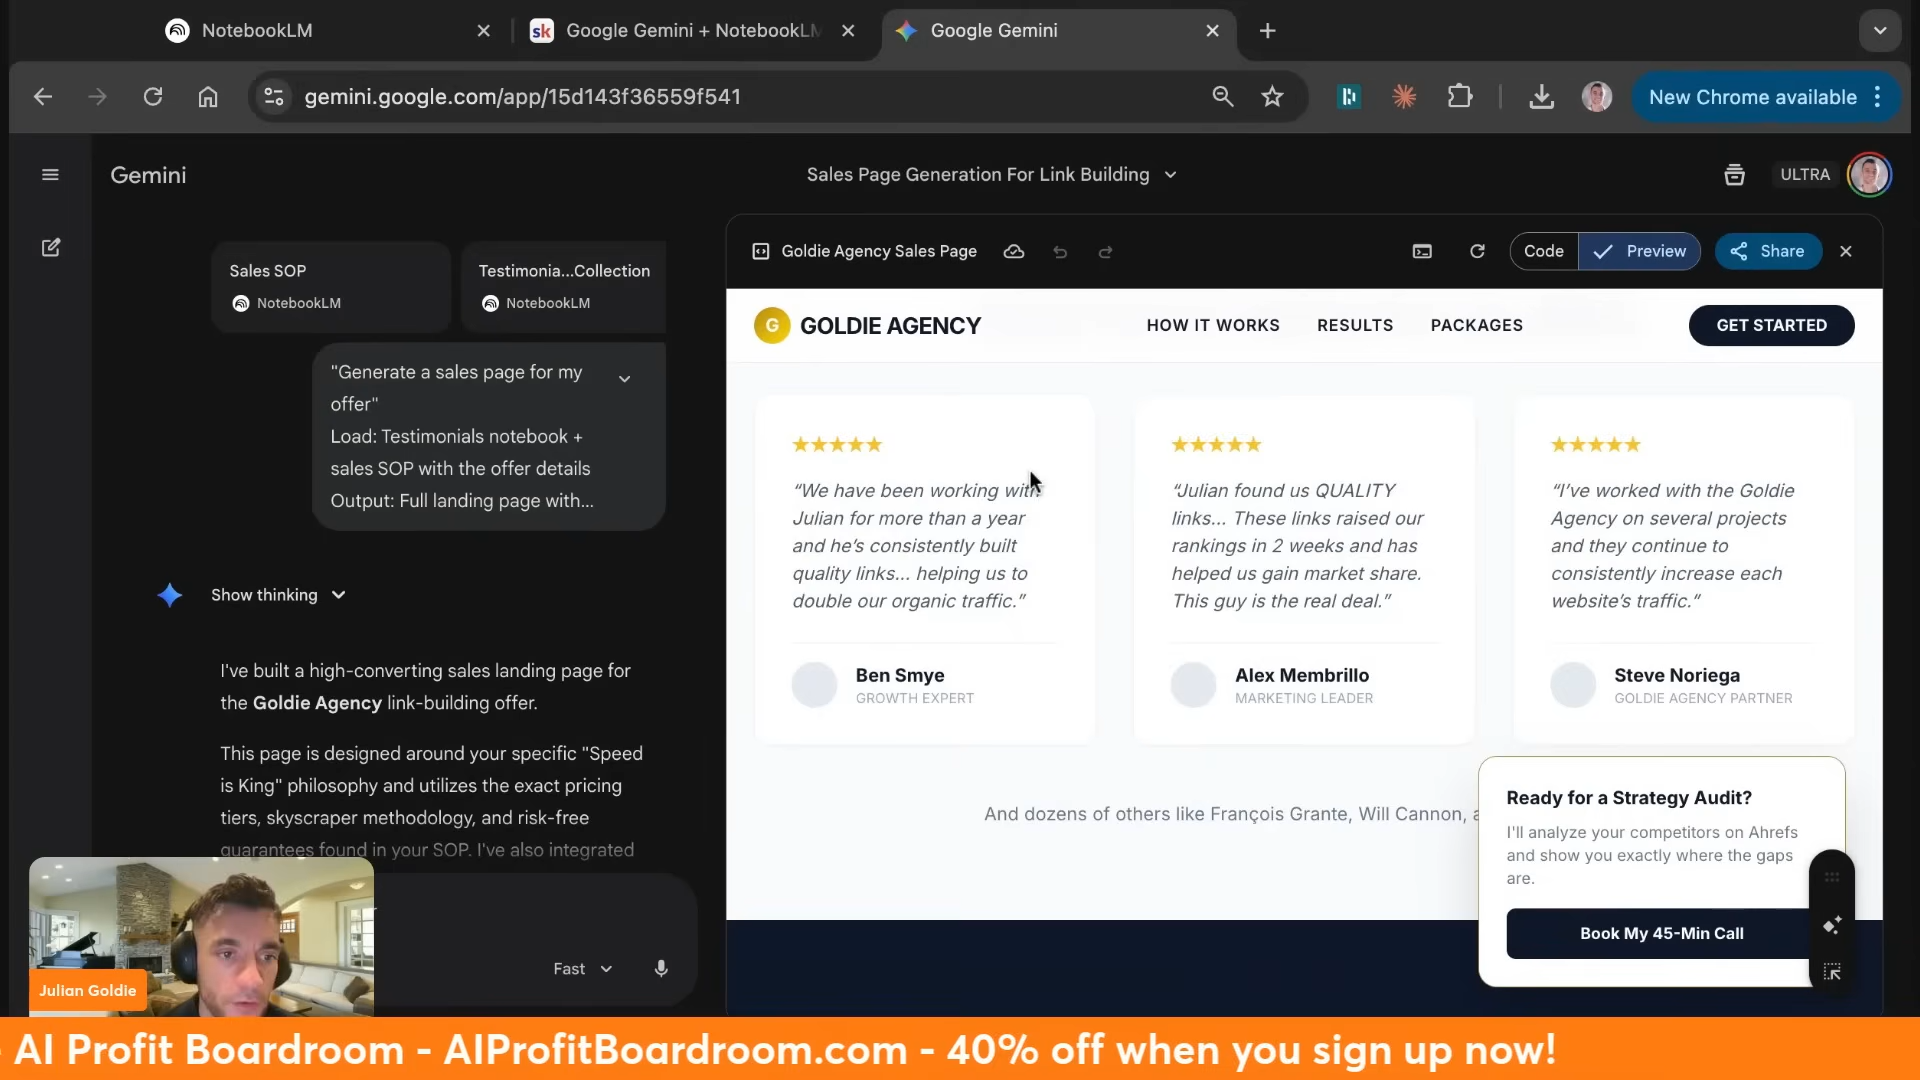 NotebookLM
Google Gemini + NotebookLM
Google Gemini
gemini.google.com/app/15d143f36559f541
New Chrome available
Gemini
Sales Page Generation For Link Building
ULTRA
Sales SOP
NotebookLM
Testimonia...Collection
NotebookLM
"Generate a sales page for my
offer"
Load: Testimonials notebook +
sales SOP with the offer details
Output: Full landing page with...
Show thinking
I've built a high-converting sales landing page for
the Goldie Agency link-building offer.
This page is designed around your specific "Speed
is King" philosophy and utilizes the exact pricing
tiers, skyscraper methodology, and risk-free
guarantees found in your SOP. I've also integrated
Fast
Julian Goldie
Goldie Agency Sales Page
Code
Preview
Share
G
GOLDIE AGENCY
HOW IT WORKS
RESULTS
PACKAGES
GET STARTED
★★★★★
“We have been working with
Julian for more than a year
and he’s consistently built
quality links... helping us to
double our organic traffic.”
Ben Smye
GROWTH EXPERT
★★★★★
“Julian found us QUALITY
links... These links raised our
rankings in 2 weeks and has
helped us gain market share.
This guy is the real deal.”
Alex Membrillo
MARKETING LEADER
★★★★★
“I’ve worked with the Goldie
Agency on several projects
and they continue to
consistently increase each
website’s traffic.”
Steve Noriega
GOLDIE AGENCY PARTNER
And dozens of others like François Grante, Will Cannon, a
Ready for a Strategy Audit?
I'll analyze your competitors on Ahrefs
and show you exactly where the gaps
are.
Book My 45-Min Call
AI Profit Boardroom - AIProfitBoardroom.com - 40% off when you sign up now!